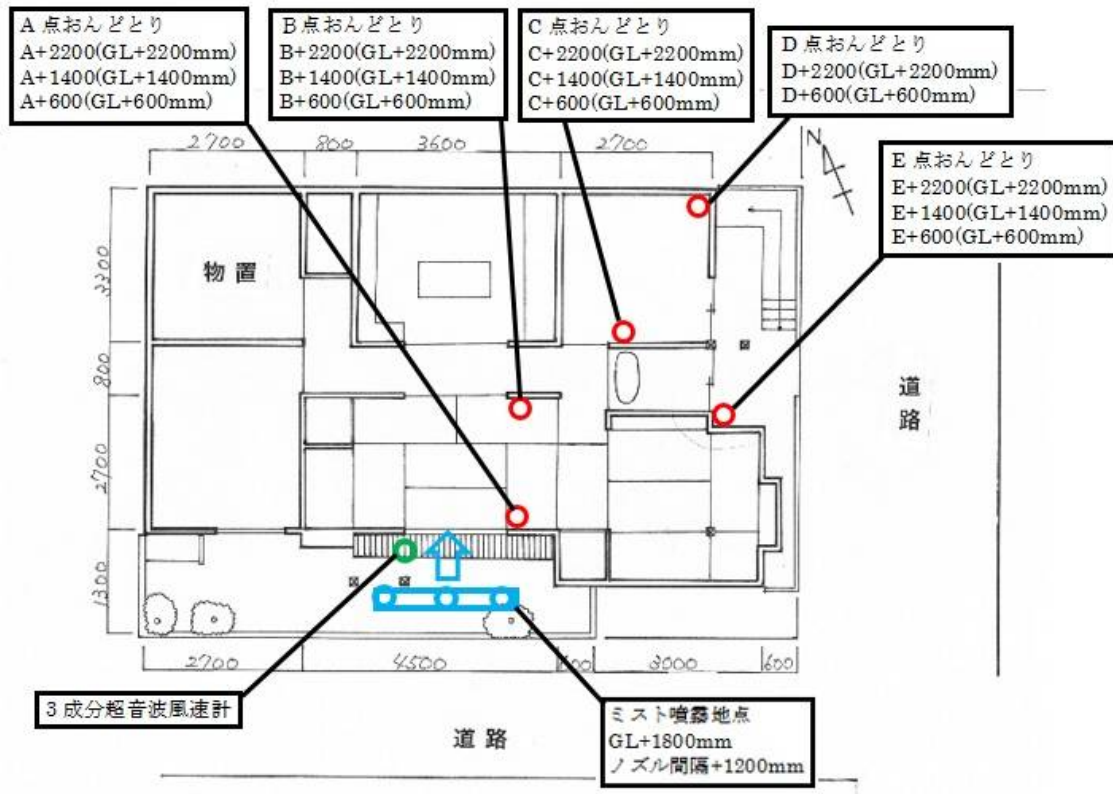 A 点おんどとり
A+2200(GL+2200mm)
A+1400(GL+1400mm)
A+600(GL+600mm)
B 点おんどとり
B+2200(GL+2200mm)
B+1400(GL+1400mm)
B+600(GL+600mm)
C 点おんどとり
C+2200(GL+2200mm)
C+1400(GL+1400mm)
C+600(GL+600mm)
D 点おんどとり
D+2200(GL+2200mm)
D+600(GL+600mm)
E 点おんどとり
E+2200(GL+2200mm)
E+1400(GL+1400mm)
E+600(GL+600mm)
2700 800 3600 2700
N
3300
物置
800
道路
2700
1300
2700 4500 3000 600
3成分超音波風速計
道路
ミスト噴霧地点
GL+1800mm
ノズル間隔+1200mm